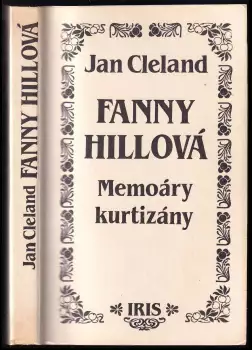 Jan Cleland FANNY HILLOVÁ
Jan Cleland
FANNY
HILLOVÁ
Memoáry
kurtizány
IRIS